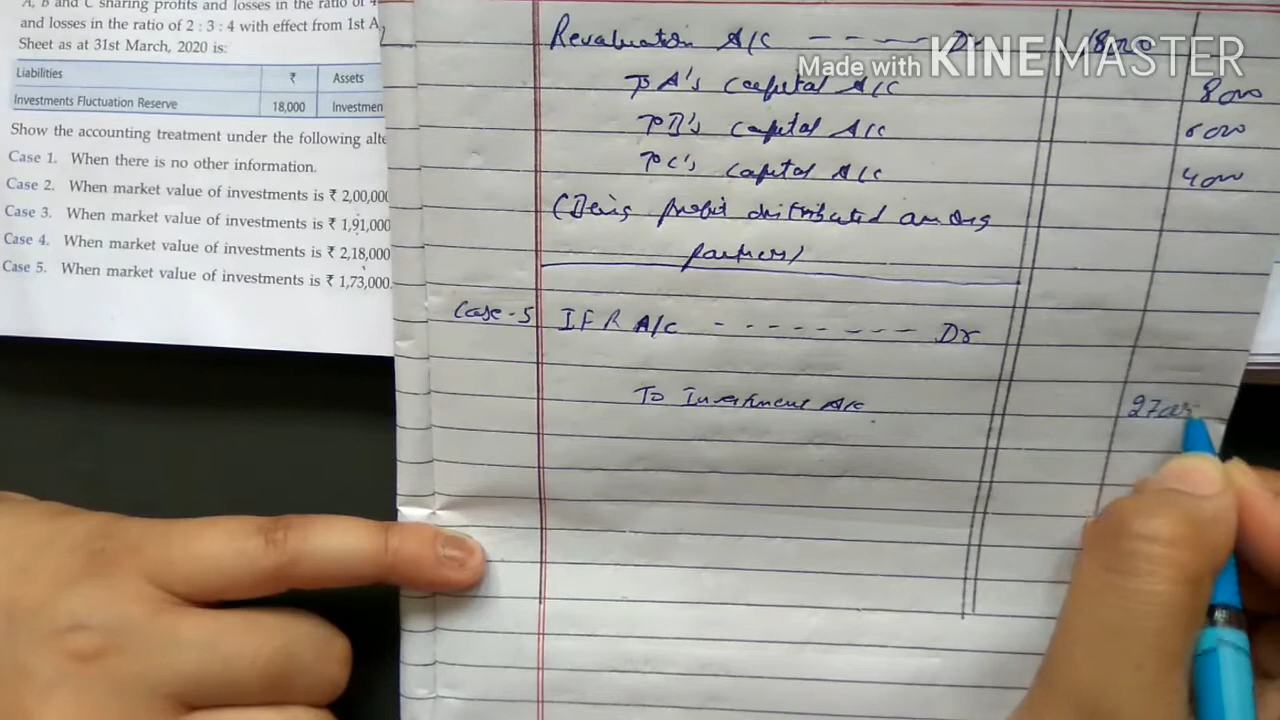 A, B and C sharing profits and losses in the ratio of 4
and losses in the ratio of 2 : 3 : 4 with effect from 1st A
Sheet as at 31st March, 2020 is:
Liabilities ₹ Assets
Investments Fluctuation Reserve 18,000 Investmen
Show the accounting treatment under the following alte
Case 1. When there is no other information.
Case 2. When market value of investments is ₹ 2,00,000
Case 3. When market value of investments is ₹ 1,91,000
Case 4. When market value of investments is ₹ 2,18,000
Case 5. When market value of investments is ₹ 1,73,000.
Made with KINEMASTER
Revaluation A/C ---- Dr 18000
To A's Capital A/C 8000
To B's Capital A/C 6000
To C's Capital A/C 4000
(Being profit distributed among
partners)
Case-5 IFR A/c -------- Dr
To Investment A/c 27000